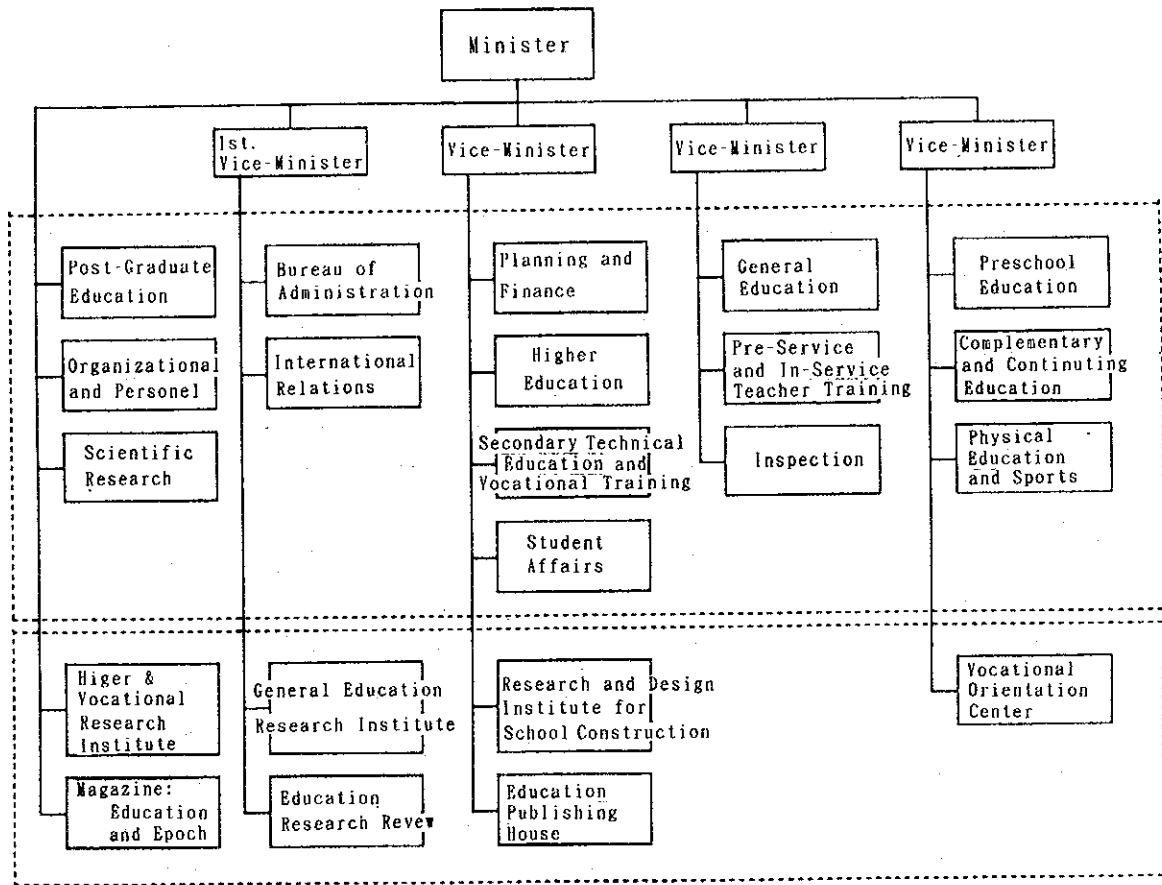 Minister
1st.
Vice-Minister
Vice-Minister
Vice-Minister
Vice-Minister
Post-Graduate
Education
Organizational
and Personel
Scientific
Research
Higer &
Vocational
Research
Institute
Magazine:
Education
and Epoch
Bureau of
Administration
International
Relations
General Education
Research Institute
Education
Research Revew
Planning and
Finance
Higher
Education
Secondary Technical
Education and
Vocational Training
Student
Affairs
Research and Design
Institute for
School Construction
Education
Publishing
House
General
Education
Pre-Service
and In-Service
Teacher Training
Inspection
Preschool
Education
Complementary
and Continuting
Education
Physical
Education
and Sports
Vocational
Orientation
Center